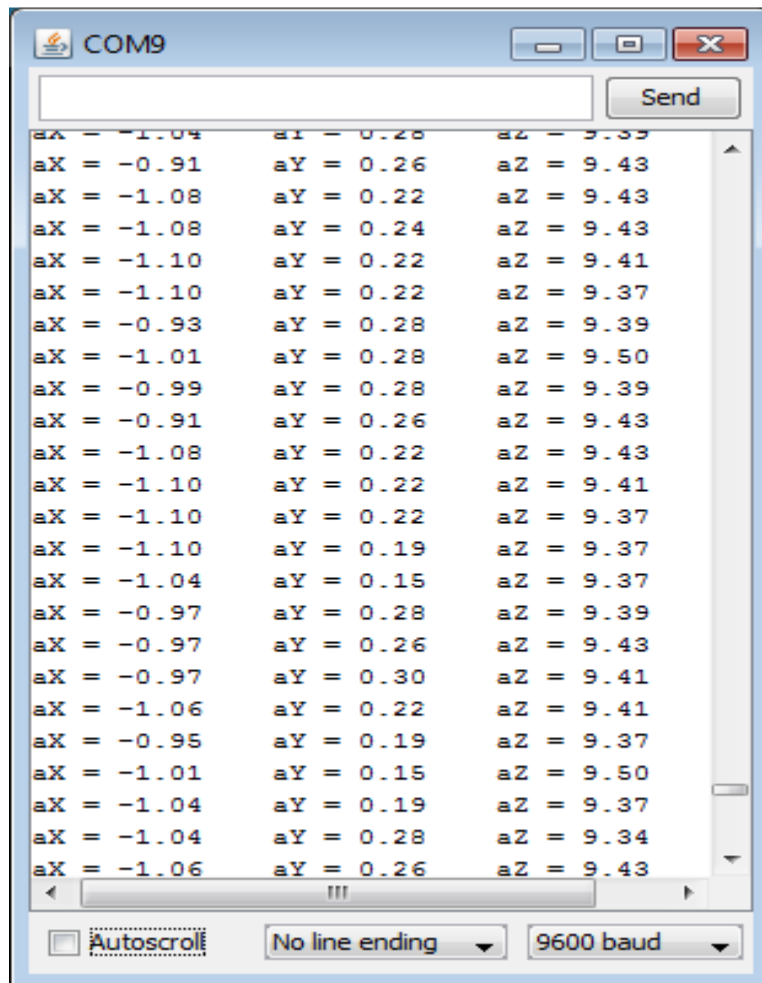 COM9
Send
aX = -1.04 aY = 0.28 aZ = 9.39
aX = -0.91 aY = 0.26 aZ = 9.43
aX = -1.08 aY = 0.22 aZ = 9.43
aX = -1.08 aY = 0.24 aZ = 9.43
aX = -1.10 aY = 0.22 aZ = 9.41
aX = -1.10 aY = 0.22 aZ = 9.37
aX = -0.93 aY = 0.28 aZ = 9.39
aX = -1.01 aY = 0.28 aZ = 9.50
aX = -0.99 aY = 0.28 aZ = 9.39
aX = -0.91 aY = 0.26 aZ = 9.43
aX = -1.08 aY = 0.22 aZ = 9.43
aX = -1.10 aY = 0.22 aZ = 9.41
aX = -1.10 aY = 0.22 aZ = 9.37
aX = -1.10 aY = 0.19 aZ = 9.37
aX = -1.04 aY = 0.15 aZ = 9.37
aX = -0.97 aY = 0.28 aZ = 9.39
aX = -0.97 aY = 0.26 aZ = 9.43
aX = -0.97 aY = 0.30 aZ = 9.41
aX = -1.06 aY = 0.22 aZ = 9.41
aX = -0.95 aY = 0.19 aZ = 9.37
aX = -1.01 aY = 0.15 aZ = 9.50
aX = -1.04 aY = 0.19 aZ = 9.37
aX = -1.04 aY = 0.28 aZ = 9.34
aX = -1.06 aY = 0.26 aZ = 9.43
Autoscroll No line ending 9600 baud